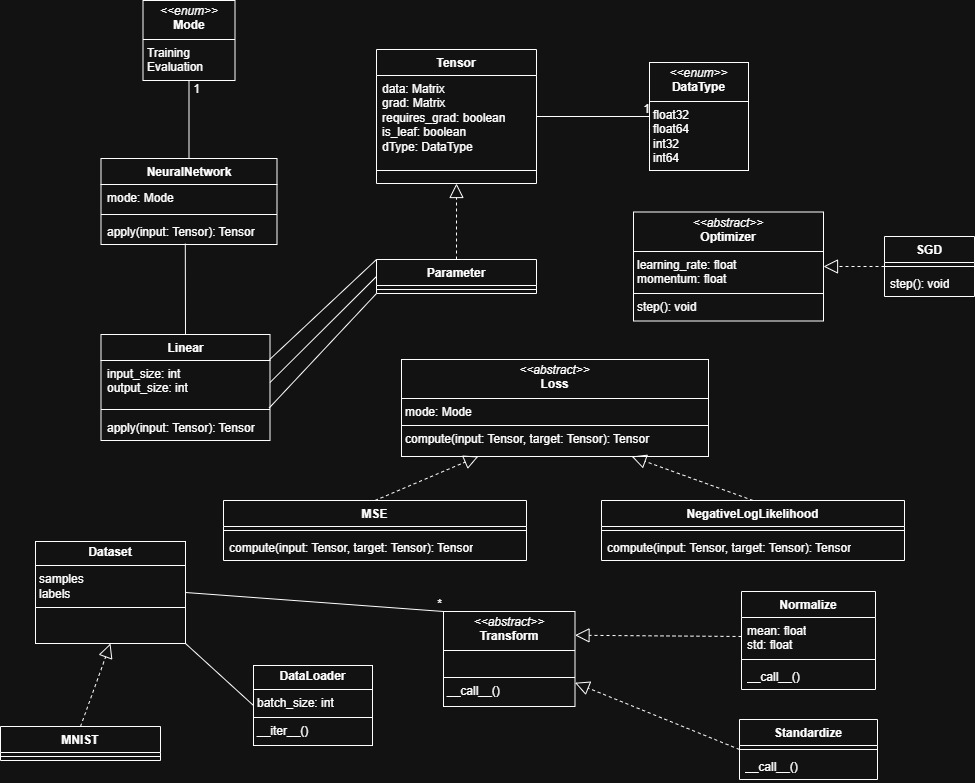 <<enum>>
Mode
Training
Evaluation
1
Tensor
data: Matrix
grad: Matrix
requires_grad: boolean
is_leaf: boolean
dType: DataType
<<enum>>
DataType
1
float32
float64
int32
int64
NeuralNetwork
mode: Mode
apply(input: Tensor): Tensor
Parameter
<<abstract>>
Optimizer
learning_rate: float
momentum: float
step(): void
SGD
step(): void
Linear
input_size: int
output_size: int
apply(input: Tensor): Tensor
<<abstract>>
Loss
mode: Mode
compute(input: Tensor, target: Tensor): Tensor
MSE
compute(input: Tensor, target: Tensor): Tensor
NegativeLogLikelihood
compute(input: Tensor, target: Tensor): Tensor
Dataset
samples
labels
*
<<abstract>>
Transform
__call__()
Normalize
mean: float
std: float
__call__()
DataLoader
batch_size: int
__iter__()
MNIST
Standardize
__call__()